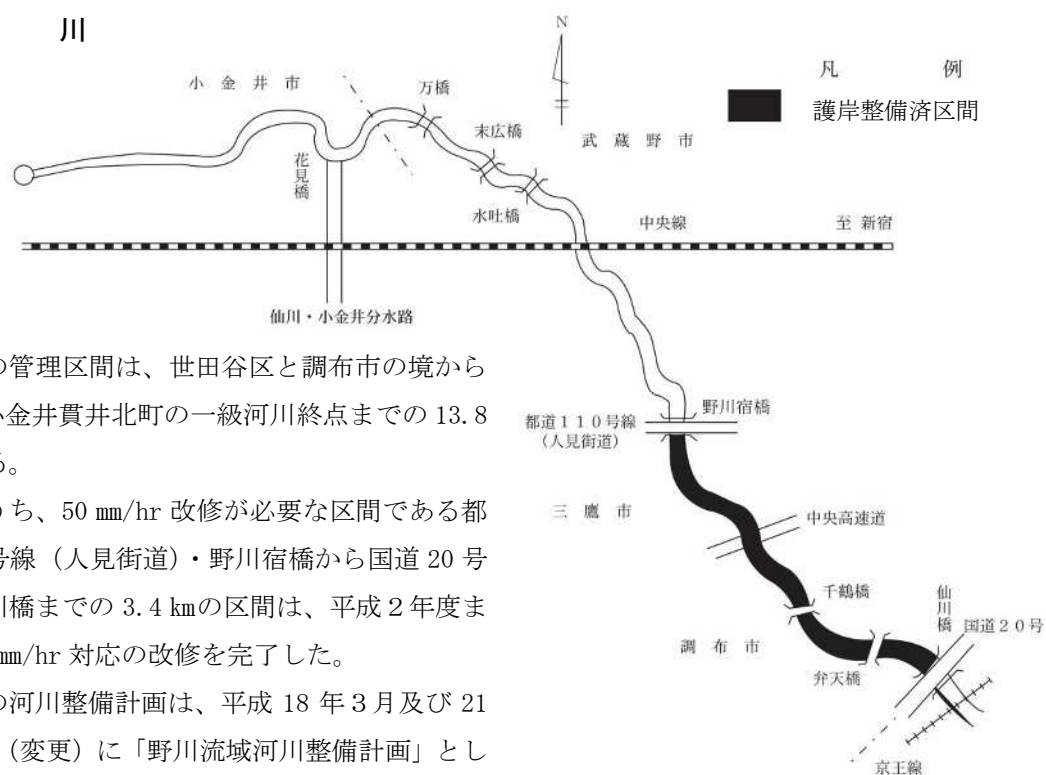 川
N
凡　　例
護岸整備済区間
小金井市
万橋
末広橋
武蔵野市
花見橋
水吐橋
中央線
至 新宿
仙川・小金井分水路
の管理区間は、世田谷区と調布市の境から
小金井貫井北町の一級河川終点までの 13.8
る。
うち、50 ㎜/hr 改修が必要な区間である都
号線（人見街道）・野川宿橋から国道 20 号
川橋までの 3.4 ㎞の区間は、平成２年度ま
㎜/hr 対応の改修を完了した。
の河川整備計画は、平成 18 年３月及び 21
（変更）に「野川流域河川整備計画」とし
野川宿橋
都道１１０号線
（人見街道）
三鷹市
中央高速道
千鶴橋
仙川橋
国道２０号
調布市
弁天橋
京王線